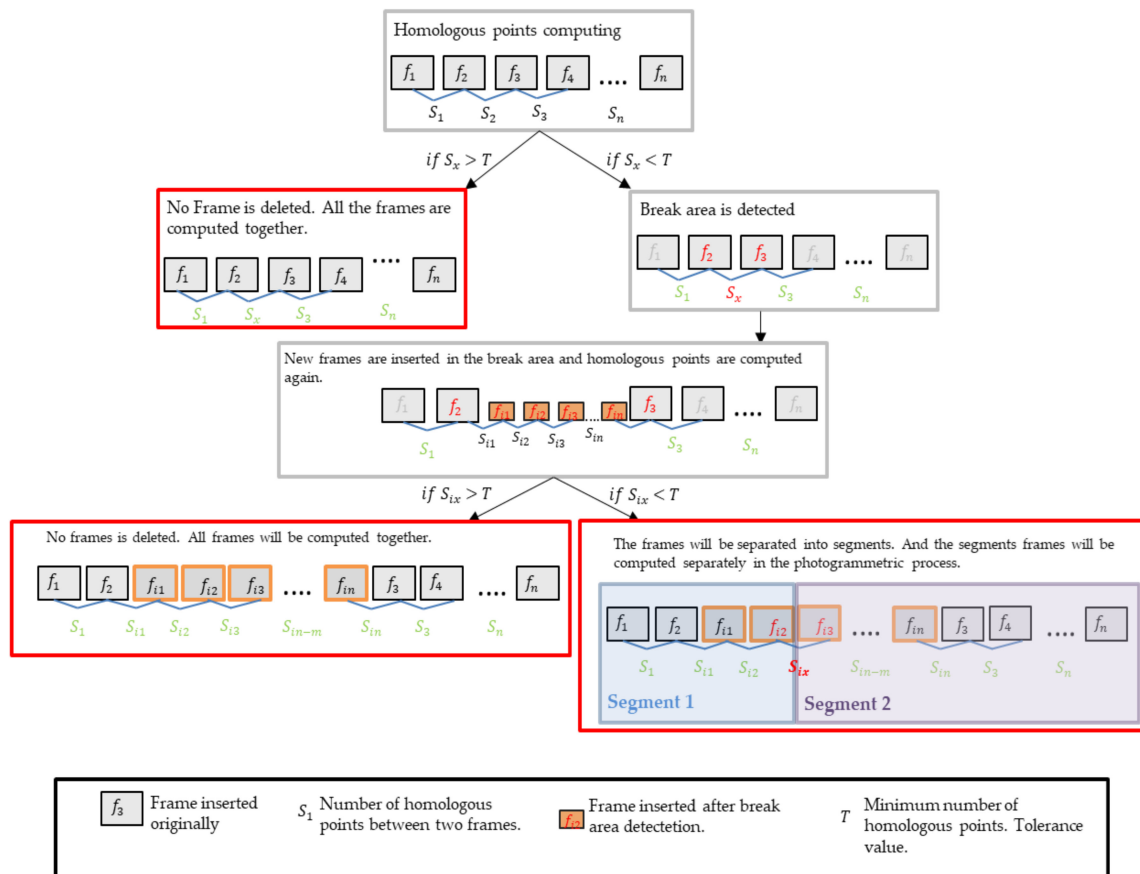 Homologous points computing
f1 f2 f3 f4 .... fn
S1 S2 S3 Sn
if Sx > T if Sx < T
No Frame is deleted. All the frames are
computed together.
f1 f2 f3 f4 .... fn
S1 Sx S3 Sn
Break area is detected
f1 f2 f3 f4 .... fn
S1 Sx S3 Sn
New frames are inserted in the break area and homologous points are computed
again.
f1 f2 fi1 fi2 fi3 ..... fin f3 f4 .... fn
S1 Si1 Si2 Si3 Sin S3 Sn
if Six > T if Six < T
No frames is deleted. All frames will be computed together.
f1 f2 fi1 fi2 fi3 .... fin f3 f4 .... fn
S1 Si1 Si2 Si3 Sin−m Sin S3 Sn
The frames will be separated into segments. And the segments frames will be
computed separately in the photogrammetric process.
f1 f2 fi1 fi2 fi3 .... fin f3 f4 .... fn
S1 Si1 Si2 Six Sin−m Sin S3 Sn
Segment 1 Segment 2
f3 Frame inserted
originally
S1 Number of homologous
points between two frames.
fi2 Frame inserted after break
area detectetion.
T Minimum number of
homologous points. Tolerance
value.